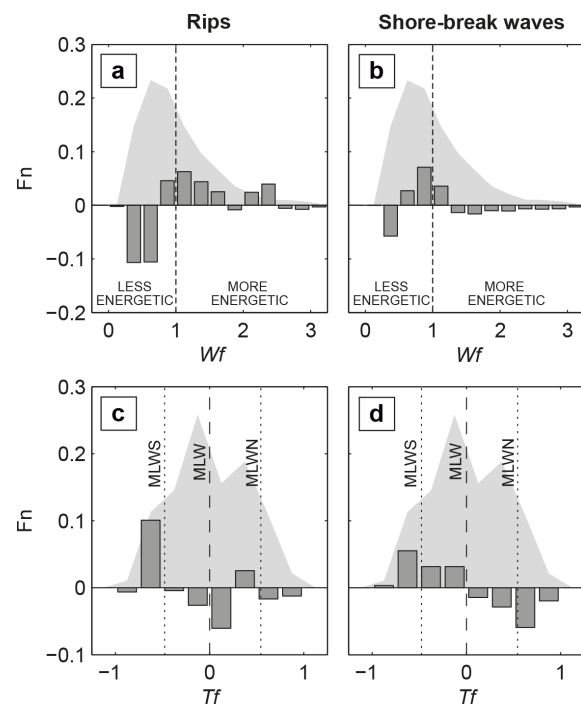 Rips
Shore-break waves
a
b
0.3
0.2
0.1
0
−0.1
−0.2
Fn
LESS ENERGETIC
MORE ENERGETIC
LESS ENERGETIC
MORE ENERGETIC
0 1 2 3
0 1 2 3
Wf
Wf
c
d
0.3
0.2
0.1
0
−0.1
Fn
MLWS
MLW
MLWN
MLWS
MLW
MLWN
−1 0 1
−1 0 1
Tf
Tf